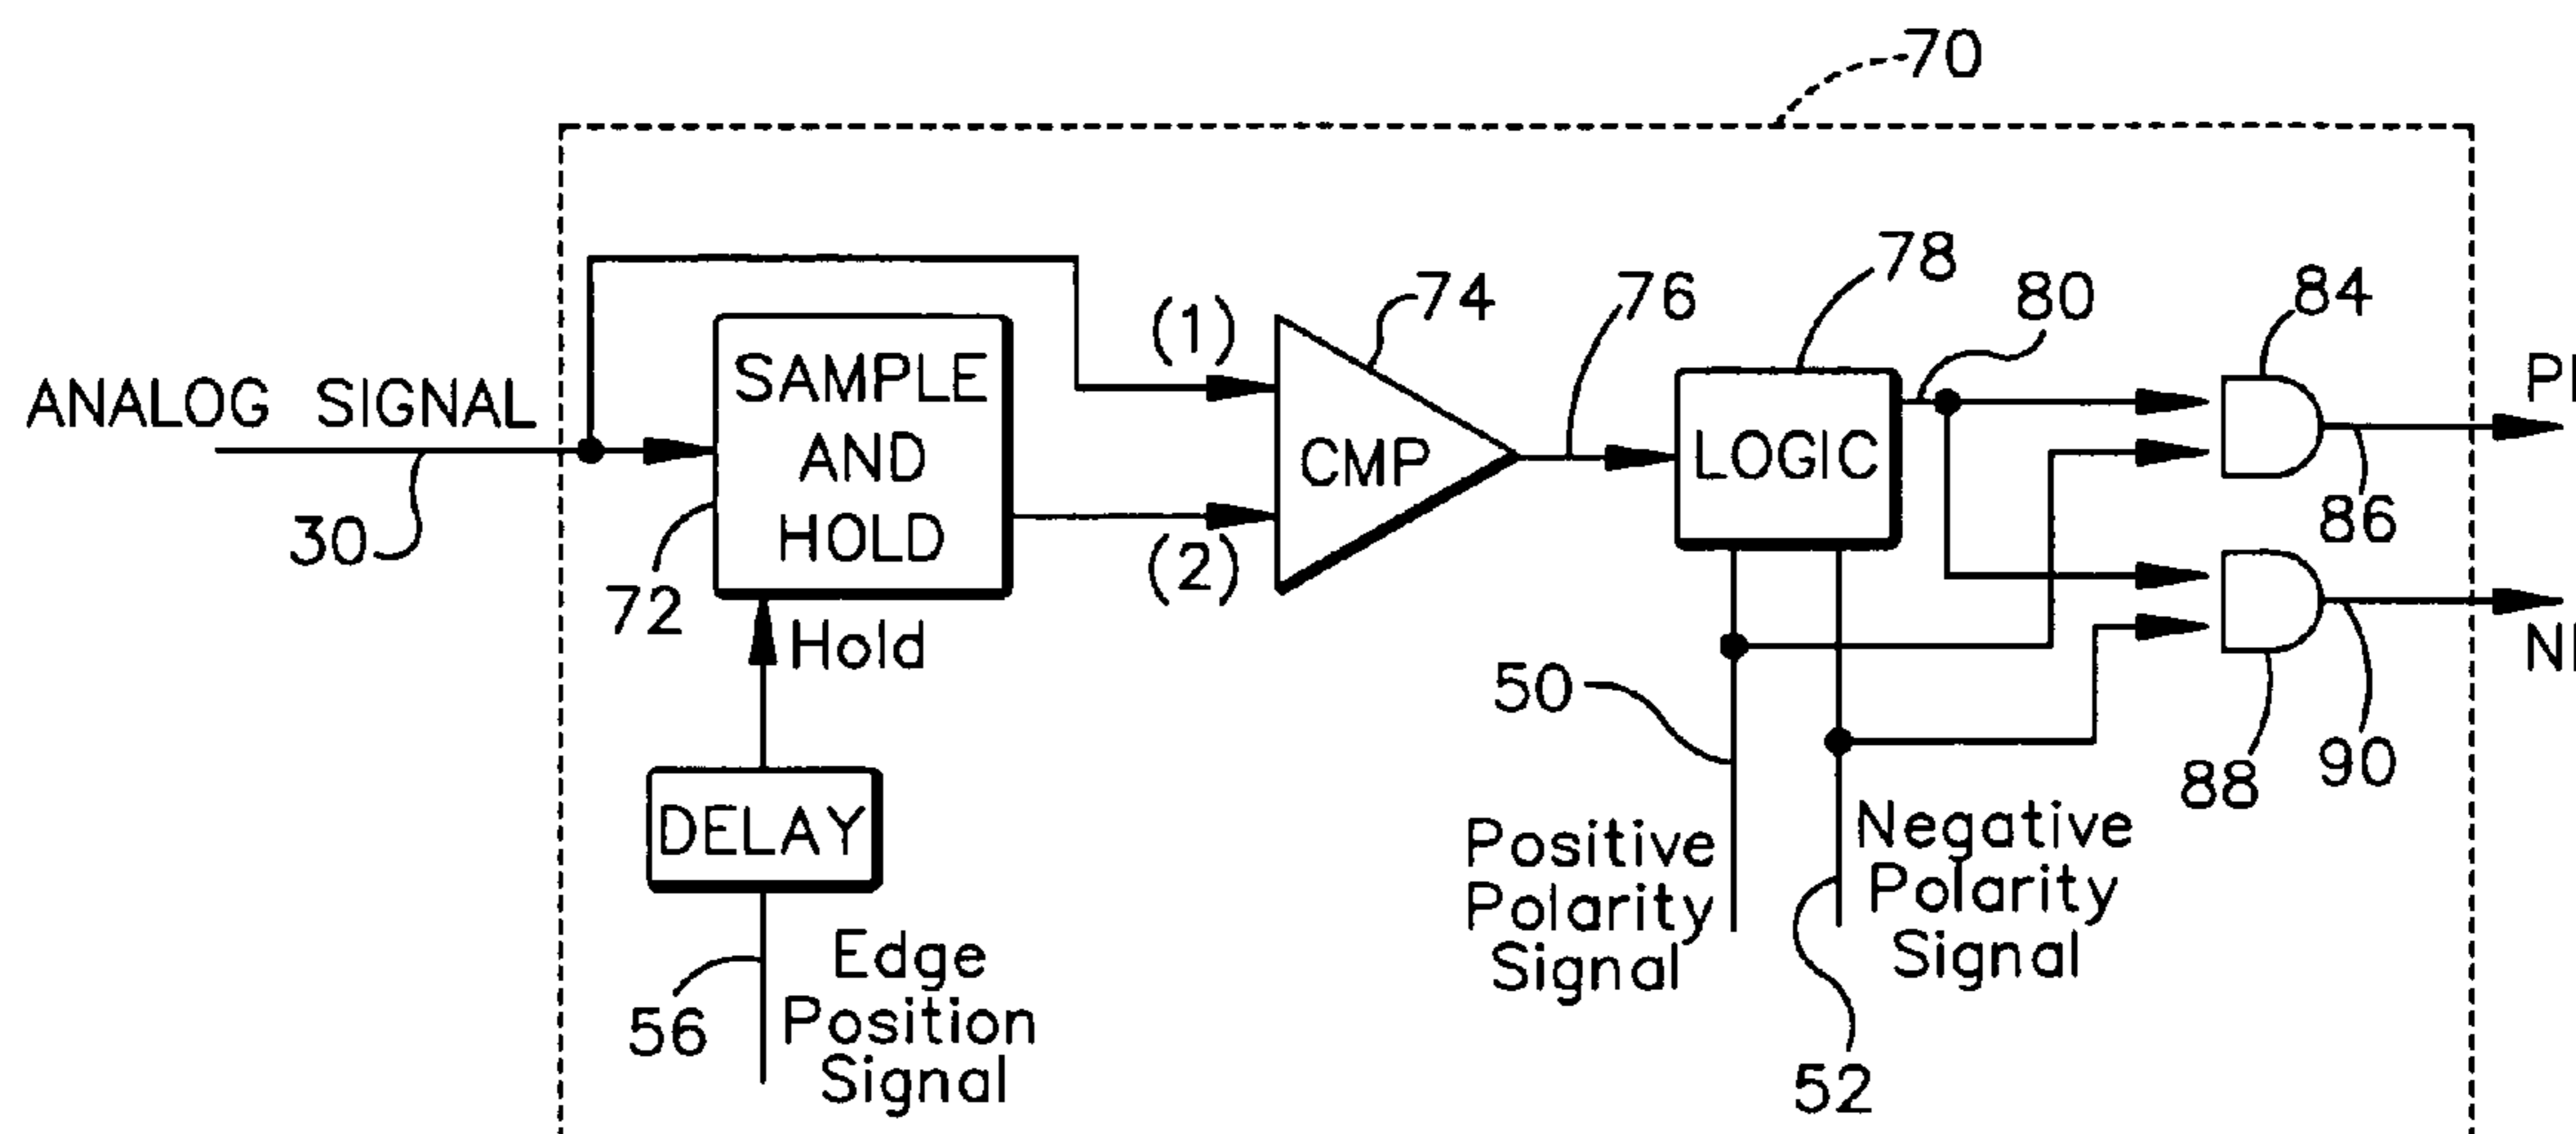 70
ANALOG SIGNAL
30
SAMPLE
AND
HOLD
72
Hold
DELAY
56
Edge
Position
Signal
(1)
(2)
CMP
74
76
LOGIC
78
80
84
86
88
90
50
Positive
Polarity
Signal
Negative
Polarity
Signal
52